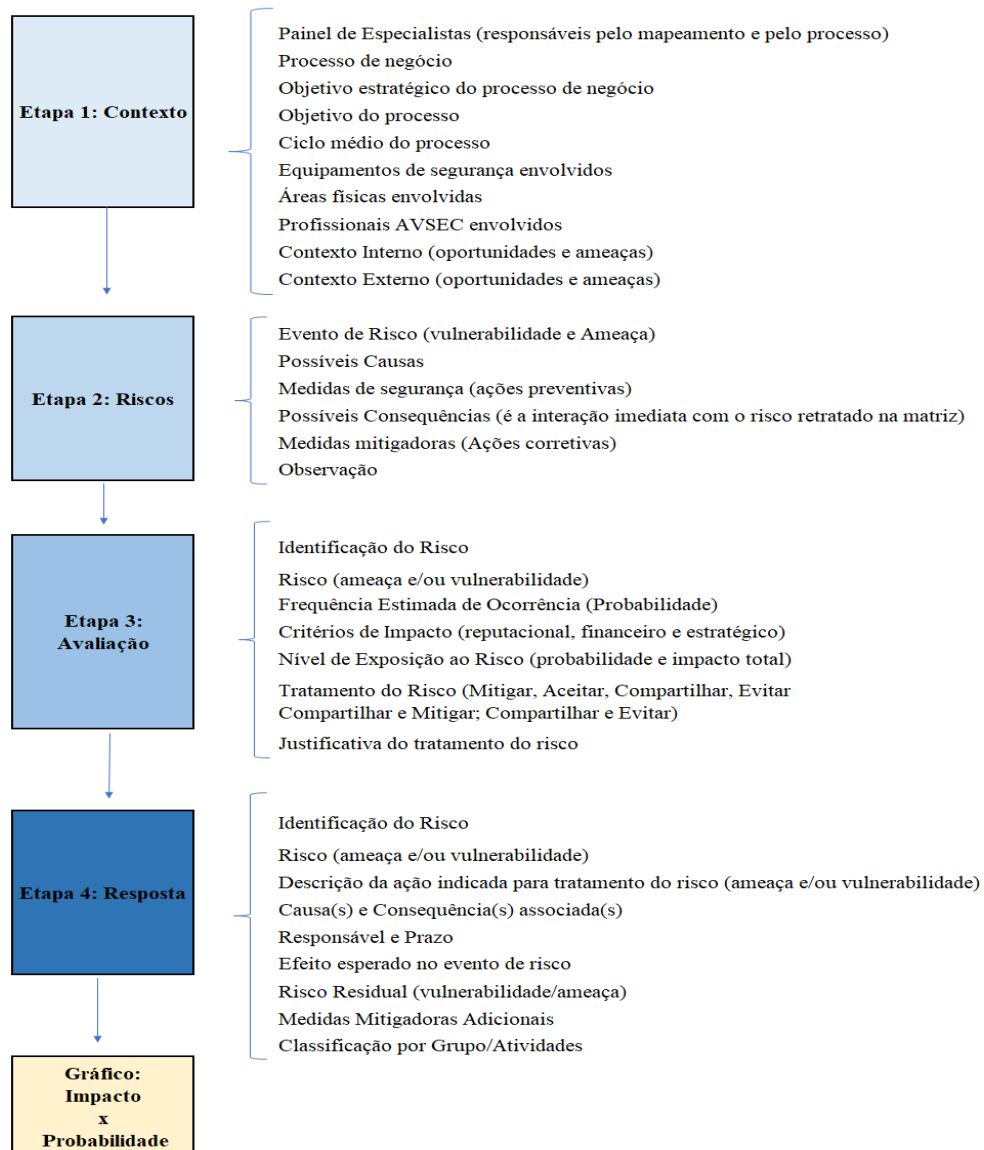 Etapa 1: Contexto
Painel de Especialistas (responsáveis pelo mapeamento e pelo processo)
Processo de negócio
Objetivo estratégico do processo de negócio
Objetivo do processo
Ciclo médio do processo
Equipamentos de segurança envolvidos
Áreas físicas envolvidas
Profissionais AVSEC envolvidos
Contexto Interno (oportunidades e ameaças)
Contexto Externo (oportunidades e ameaças)
Etapa 2: Riscos
Evento de Risco (vulnerabilidade e Ameaça)
Possíveis Causas
Medidas de segurança (ações preventivas)
Possíveis Consequências (é a interação imediata com o risco retratado na matriz)
Medidas mitigadoras (Ações corretivas)
Observação
Etapa 3:
Avaliação
Identificação do Risco
Risco (ameaça e/ou vulnerabilidade)
Frequência Estimada de Ocorrência (Probabilidade)
Critérios de Impacto (reputacional, financeiro e estratégico)
Nível de Exposição ao Risco (probabilidade e impacto total)
Tratamento do Risco (Mitigar, Aceitar, Compartilhar, Evitar
Compartilhar e Mitigar; Compartilhar e Evitar)
Justificativa do tratamento do risco
Etapa 4: Resposta
Identificação do Risco
Risco (ameaça e/ou vulnerabilidade)
Descrição da ação indicada para tratamento do risco (ameaça e/ou vulnerabilidade)
Causa(s) e Consequência(s) associada(s)
Responsável e Prazo
Efeito esperado no evento de risco
Risco Residual (vulnerabilidade/ameaça)
Medidas Mitigadoras Adicionais
Classificação por Grupo/Atividades
Gráfico:
Impacto
x
Probabilidade